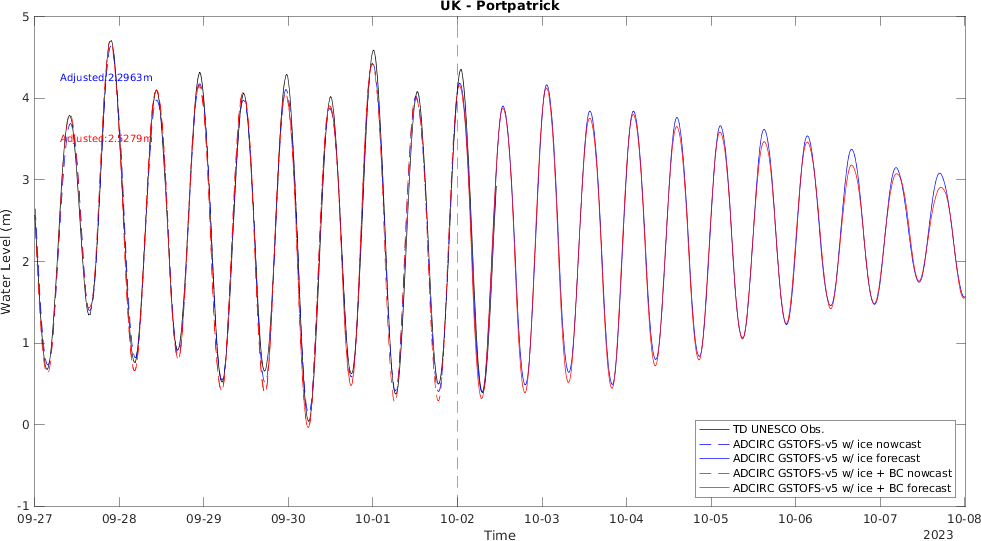 UK - Portpatrick
5
4
3
2
1
0
-1
Water Level (m)
Adjusted:2.2963m
Adjusted:2.5279m
TD UNESCO Obs.
ADCIRC GSTOFS-v5 w/ ice nowcast
ADCIRC GSTOFS-v5 w/ ice forecast
ADCIRC GSTOFS-v5 w/ ice + BC nowcast
ADCIRC GSTOFS-v5 w/ ice + BC forecast
09-27 09-28 09-29 09-30 10-01 10-02 10-03 10-04 10-05 10-06 10-07 10-08
Time
2023